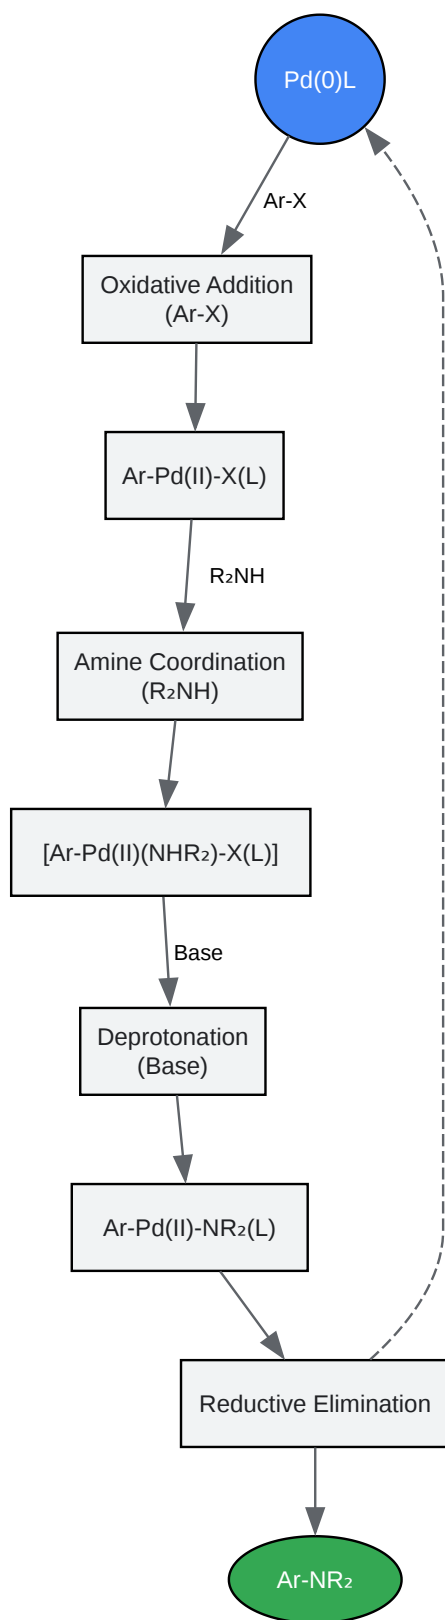 Pd(0)L
Ar-X
Oxidative Addition
(Ar-X)
Ar-Pd(II)-X(L)
R₂NH
Amine Coordination
(R₂NH)
[Ar-Pd(II)(NHR₂)-X(L)]
Base
Deprotonation
(Base)
Ar-Pd(II)-NR₂(L)
Reductive Elimination
Ar-NR₂